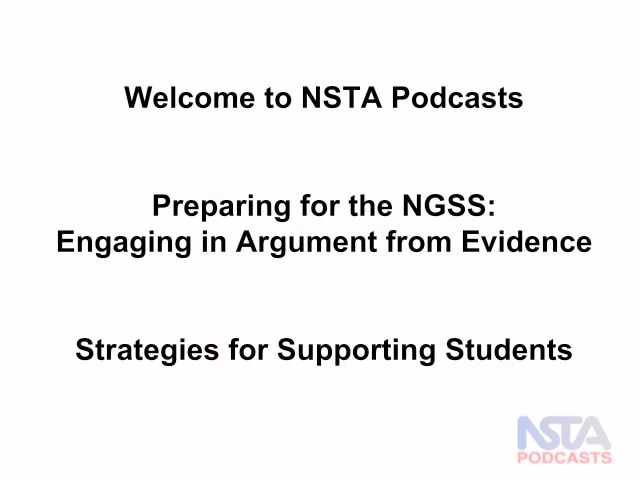 Welcome to NSTA Podcasts
Preparing for the NGSS:
Engaging in Argument from Evidence
Strategies for Supporting Students
NSTA
PODCASTS